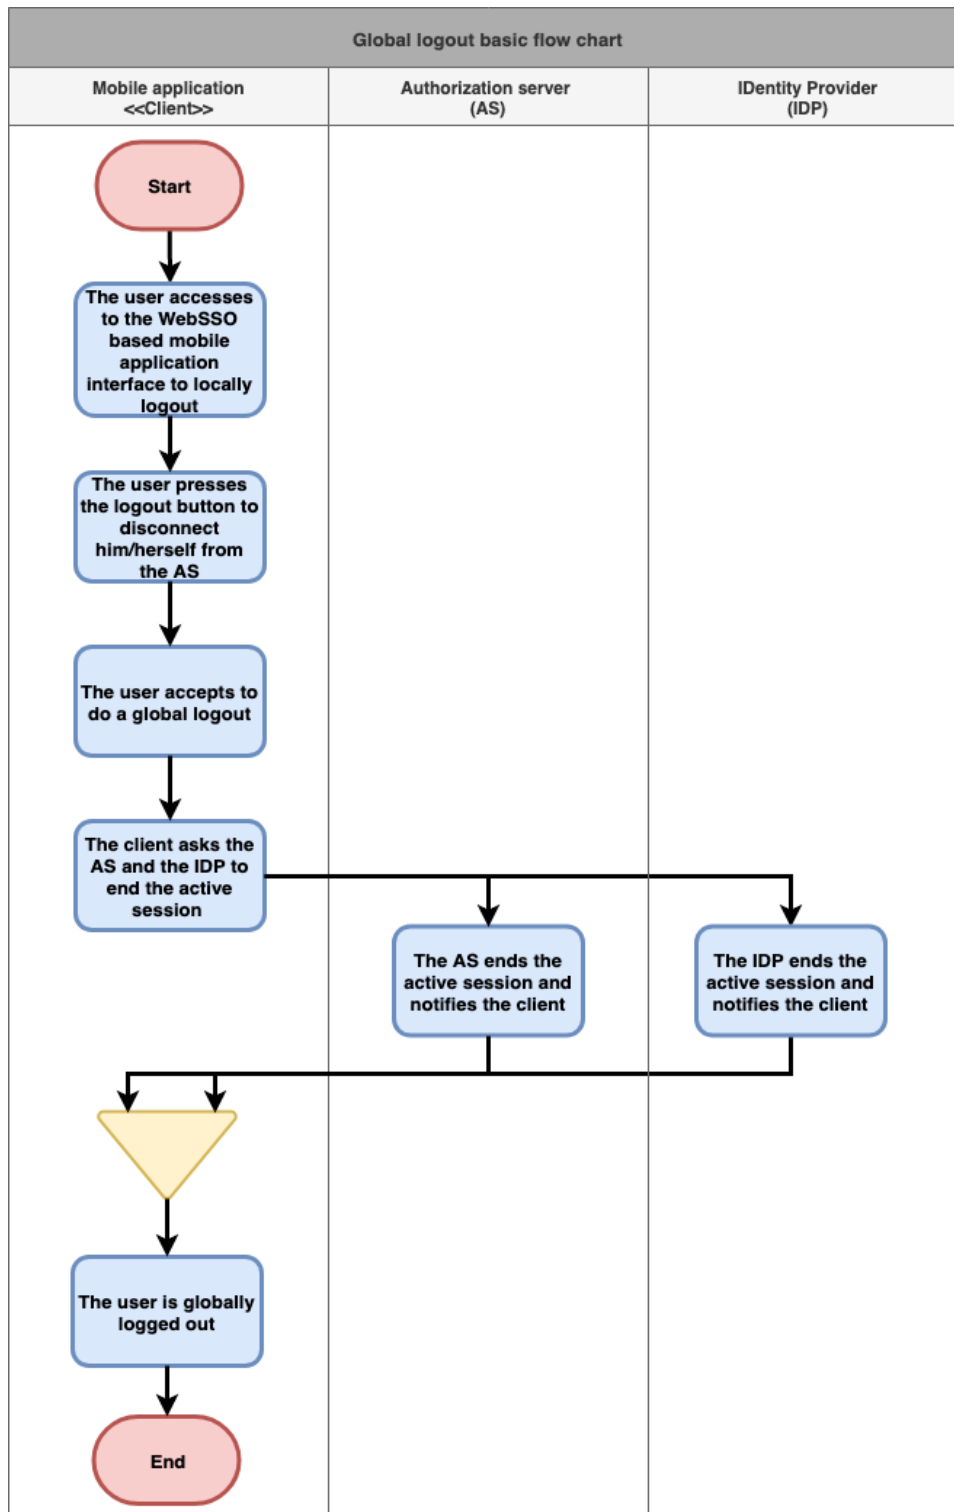 Global logout basic flow chart
Mobile application
<<Client>>
Authorization server
(AS)
IDentity Provider
(IDP)
Start
The user accesses
to the WebSSO
based mobile
application
interface to locally
logout
The user presses
the logout button to
disconnect
him/herself from
the AS
The user accepts to
do a global logout
The client asks the
AS and the IDP to
end the active
session
The AS ends the
active session and
notifies the client
The IDP ends the
active session and
notifies the client
The user is globally
logged out
End